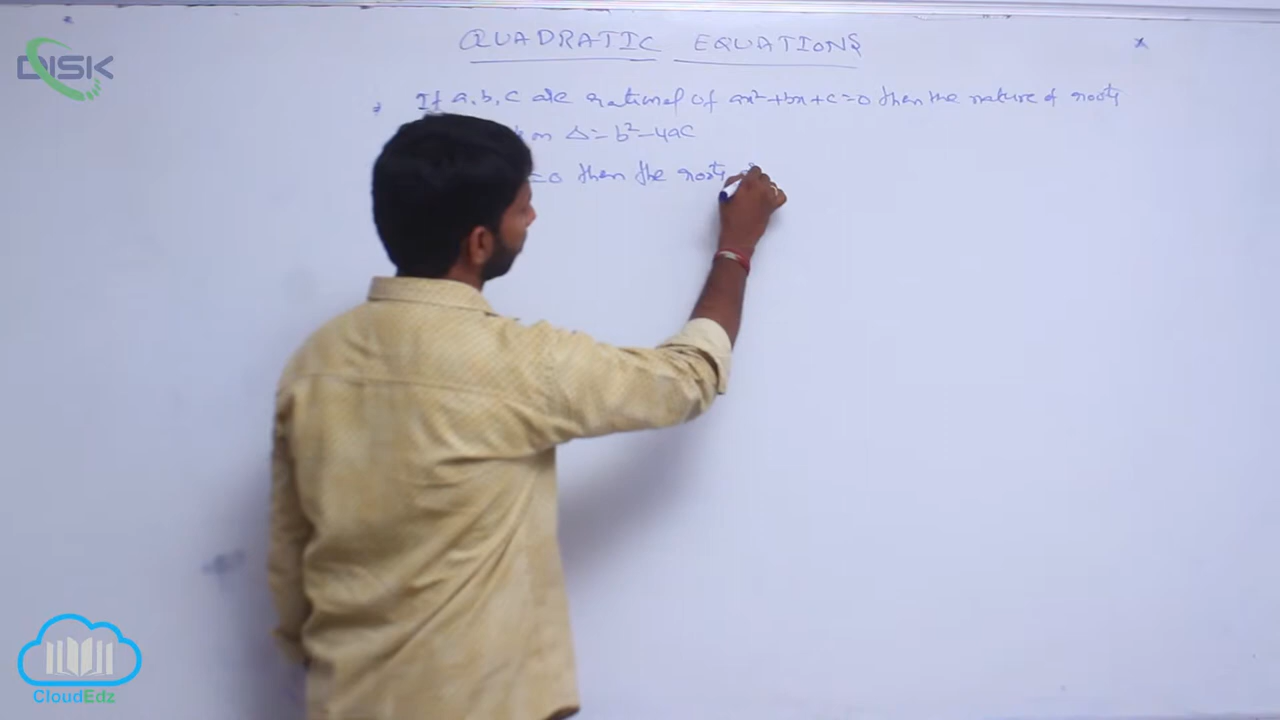 DISK
QUADRATIC EQUATIONS
If a, b, c are rational of ax²+bx+c=0 then the nature of roots
on Δ = b²-4ac
=0 then the roots
CloudEdz